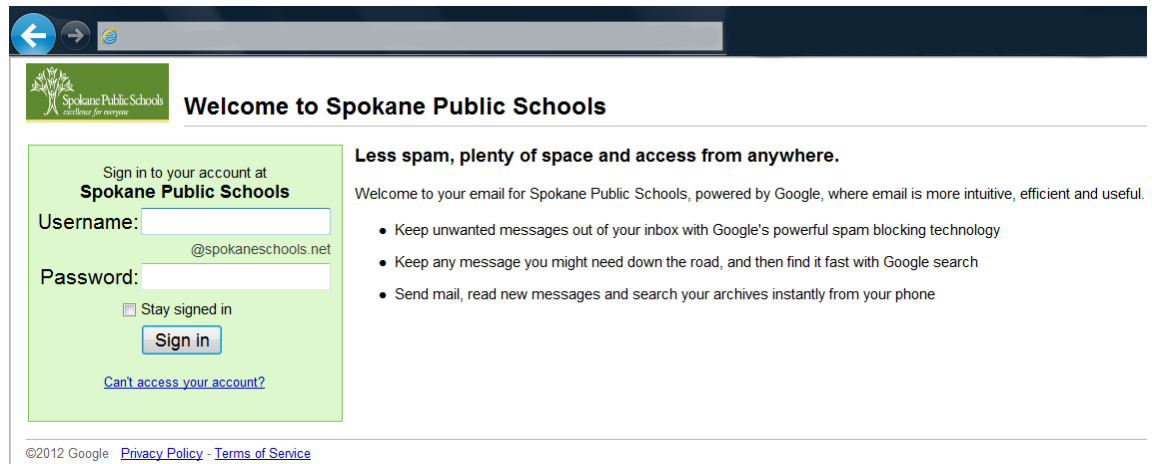 Spokane Public Schools
excellence for everyone
Welcome to Spokane Public Schools
Sign in to your account at
Spokane Public Schools
Username:
@spokaneschools.net
Password:
Stay signed in
Sign in
Can't access your account?
Less spam, plenty of space and access from anywhere.
Welcome to your email for Spokane Public Schools, powered by Google, where email is more intuitive, efficient and useful.
• Keep unwanted messages out of your inbox with Google's powerful spam blocking technology
• Keep any message you might need down the road, and then find it fast with Google search
• Send mail, read new messages and search your archives instantly from your phone
©2012 Google Privacy Policy - Terms of Service